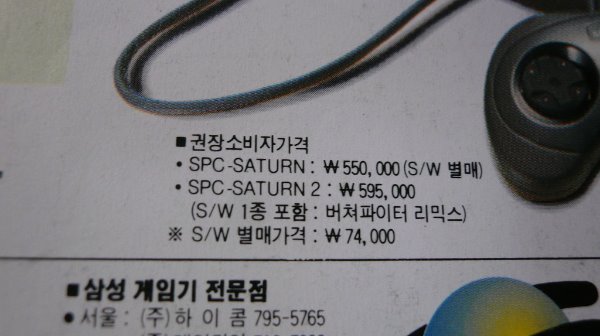 ■권장소비자가격
• SPC-SATURN : ₩ 550, 000 (S/W 별매)
• SPC-SATURN 2 : ₩ 595, 000
(S/W 1종 포함 : 버쳐파이터 리믹스)
※ S/W 별매가격 : ₩ 74, 000
■삼성 게임기 전문점
● 서울 : (주) 하 이 콤 795-5765
(주)